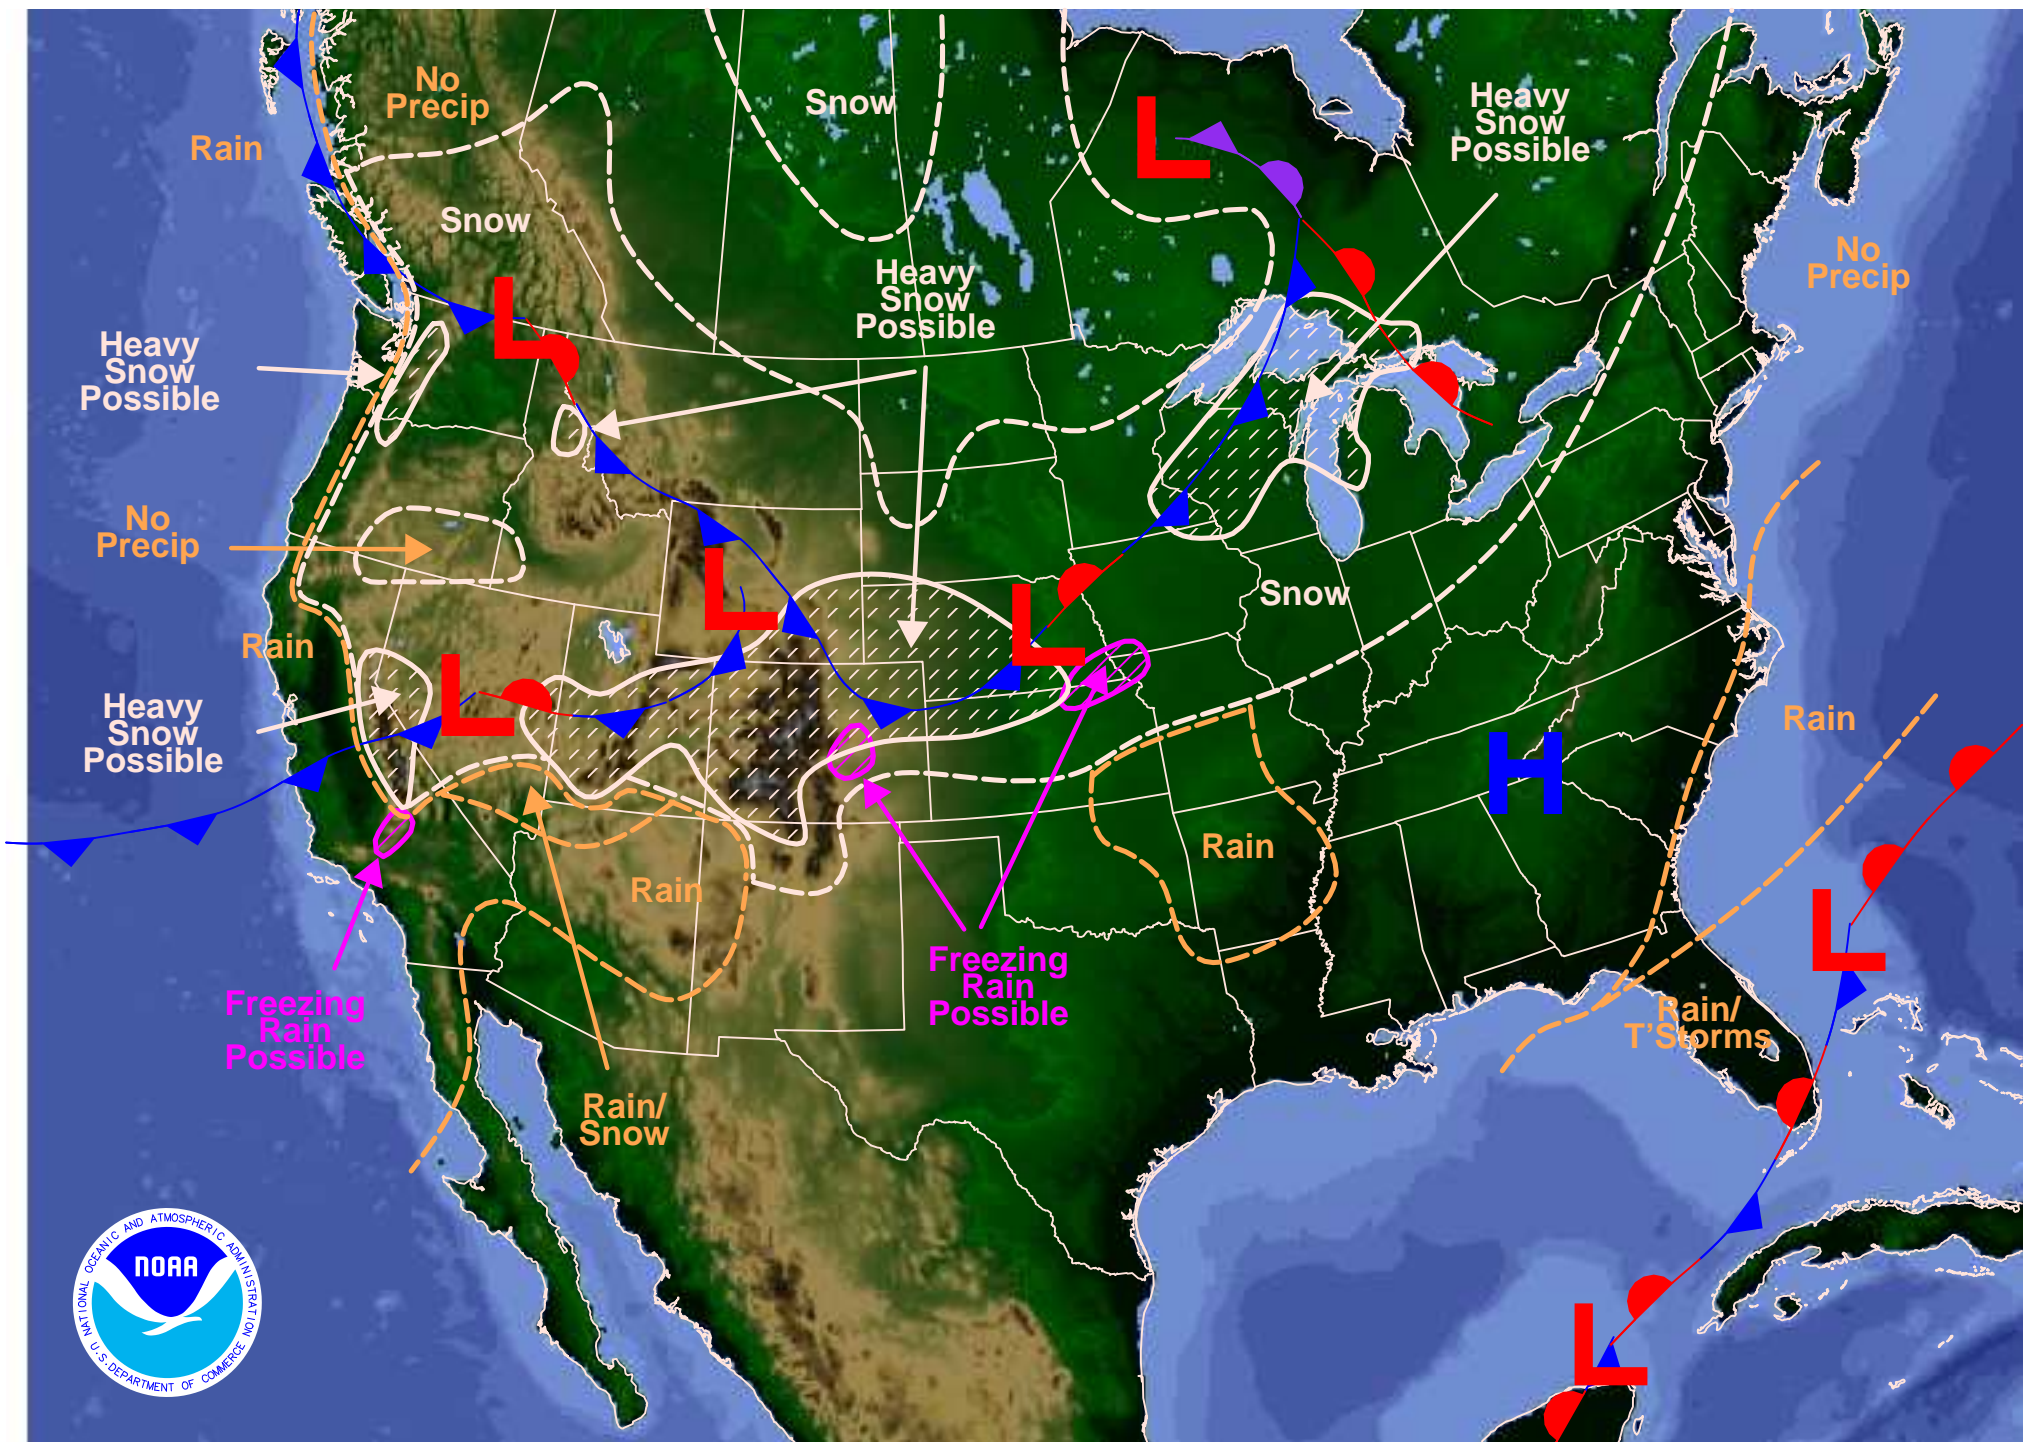 No
Precip
Snow
Heavy
Snow
Possible
L
Rain
Snow
Heavy
Snow
Possible
No
Precip
L
Heavy
Snow
Possible
No
Precip
L
L
Snow
Rain
L
Heavy
Snow
Possible
Rain
H
Rain
Rain
L
Freezing
Rain
Possible
Freezing
Rain
Possible
Rain/
T'Storms
Rain/
Snow
L
NATIONAL OCEANIC AND ATMOSPHERIC ADMINISTRATION
NOAA
U.S. DEPARTMENT OF COMMERCE